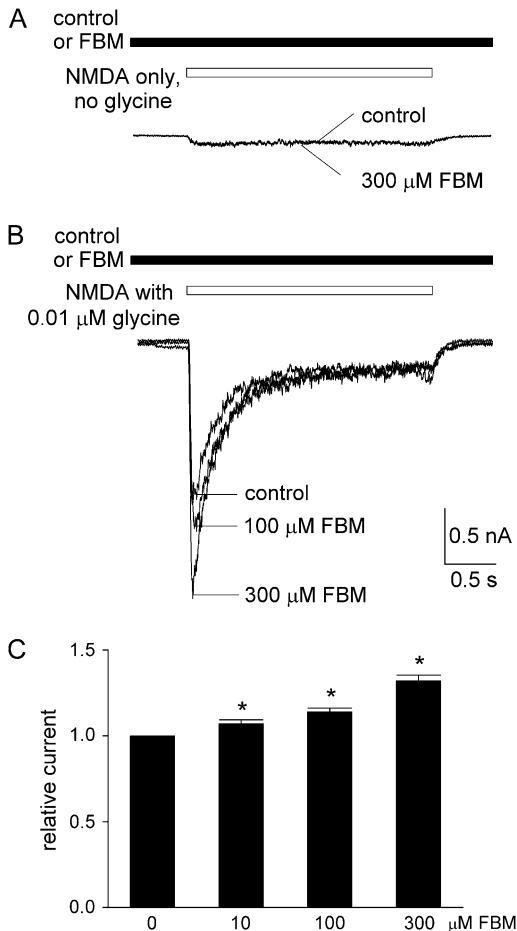 A
control
or FBM
NMDA only,
no glycine
control
300 μM FBM
B
control
or FBM
NMDA with
0.01 μM glycine
control
100 μM FBM
300 μM FBM
0.5 nA
0.5 s
C
1.5
1.0
0.5
0.0
relative current
*
*
*
0 10 100 300 μM FBM